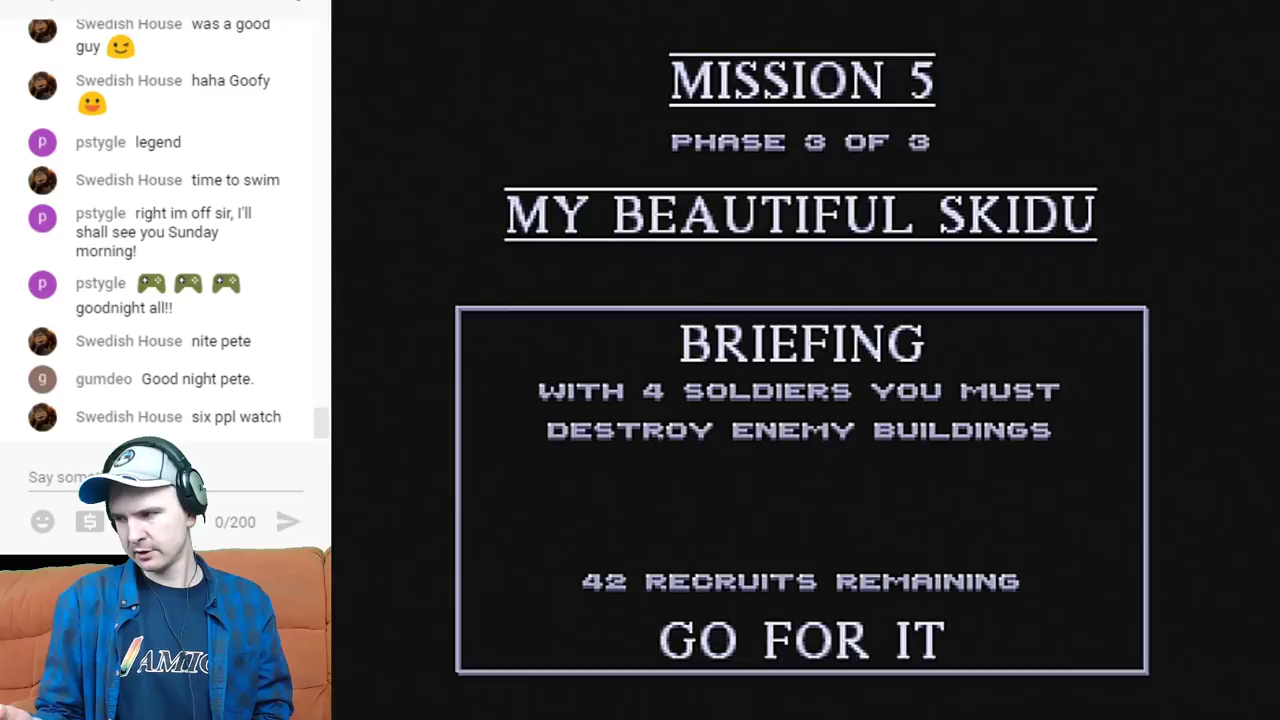 Swedish House was a good
guy
Swedish House haha Goofy
p pstygle legend
Swedish House time to swim
p pstygle right im off sir, I'll
shall see you Sunday
morning!
p pstygle
goodnight all!!
Swedish House nite pete
g gumdeo Good night pete.
Swedish House six ppl watch
0/200
AMIG
MISSION 5
PHASE 3 OF 3
MY BEAUTIFUL SKIDU
BRIEFING
WITH 4 SOLDIERS YOU MUST
DESTROY ENEMY BUILDINGS
42 RECRUITS REMAINING
GO FOR IT